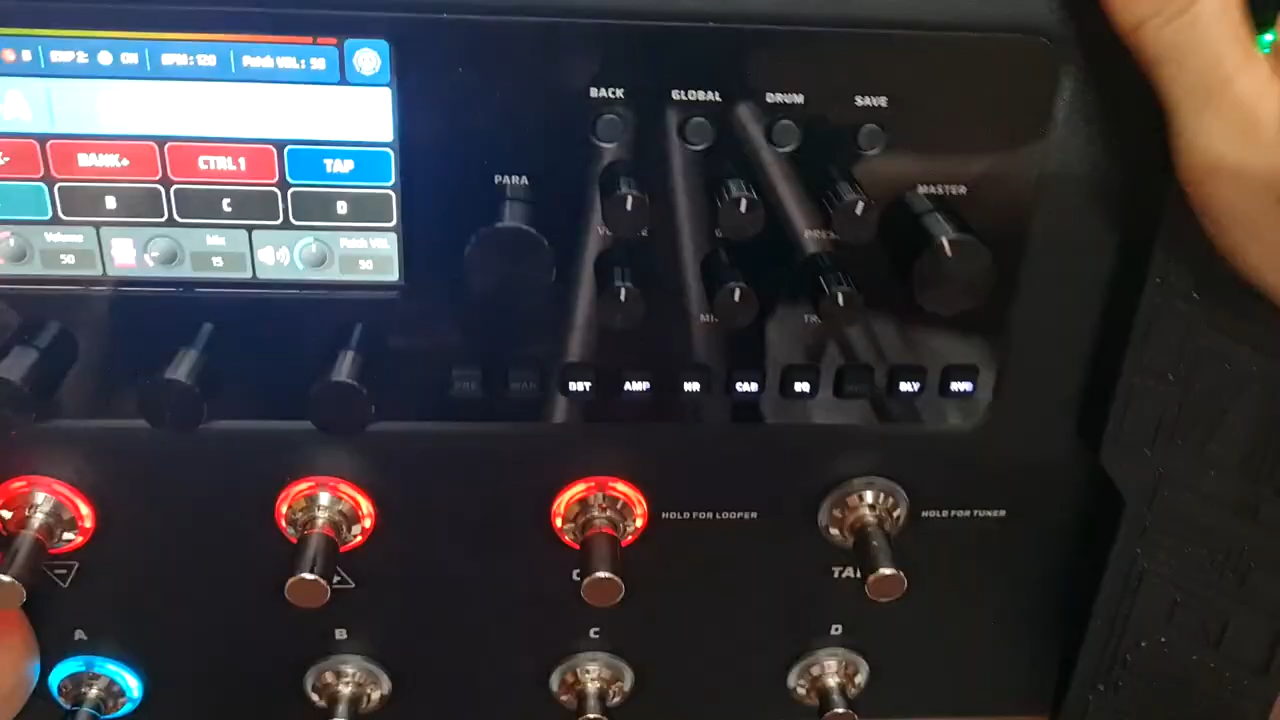 B EXP 2: ON BPM : 120 Patch VOL : 50
A
K- BANK+ CTRL 1 TAP
B C D
Volume 50 Mix 15 Patch VOL 50
BACK GLOBAL DRUM SAVE
PARA
MASTER
PRE WAH DST AMP NR CAB EQ DLY RVB
HOLD FOR LOOPER
HOLD FOR TUNER
A B C D